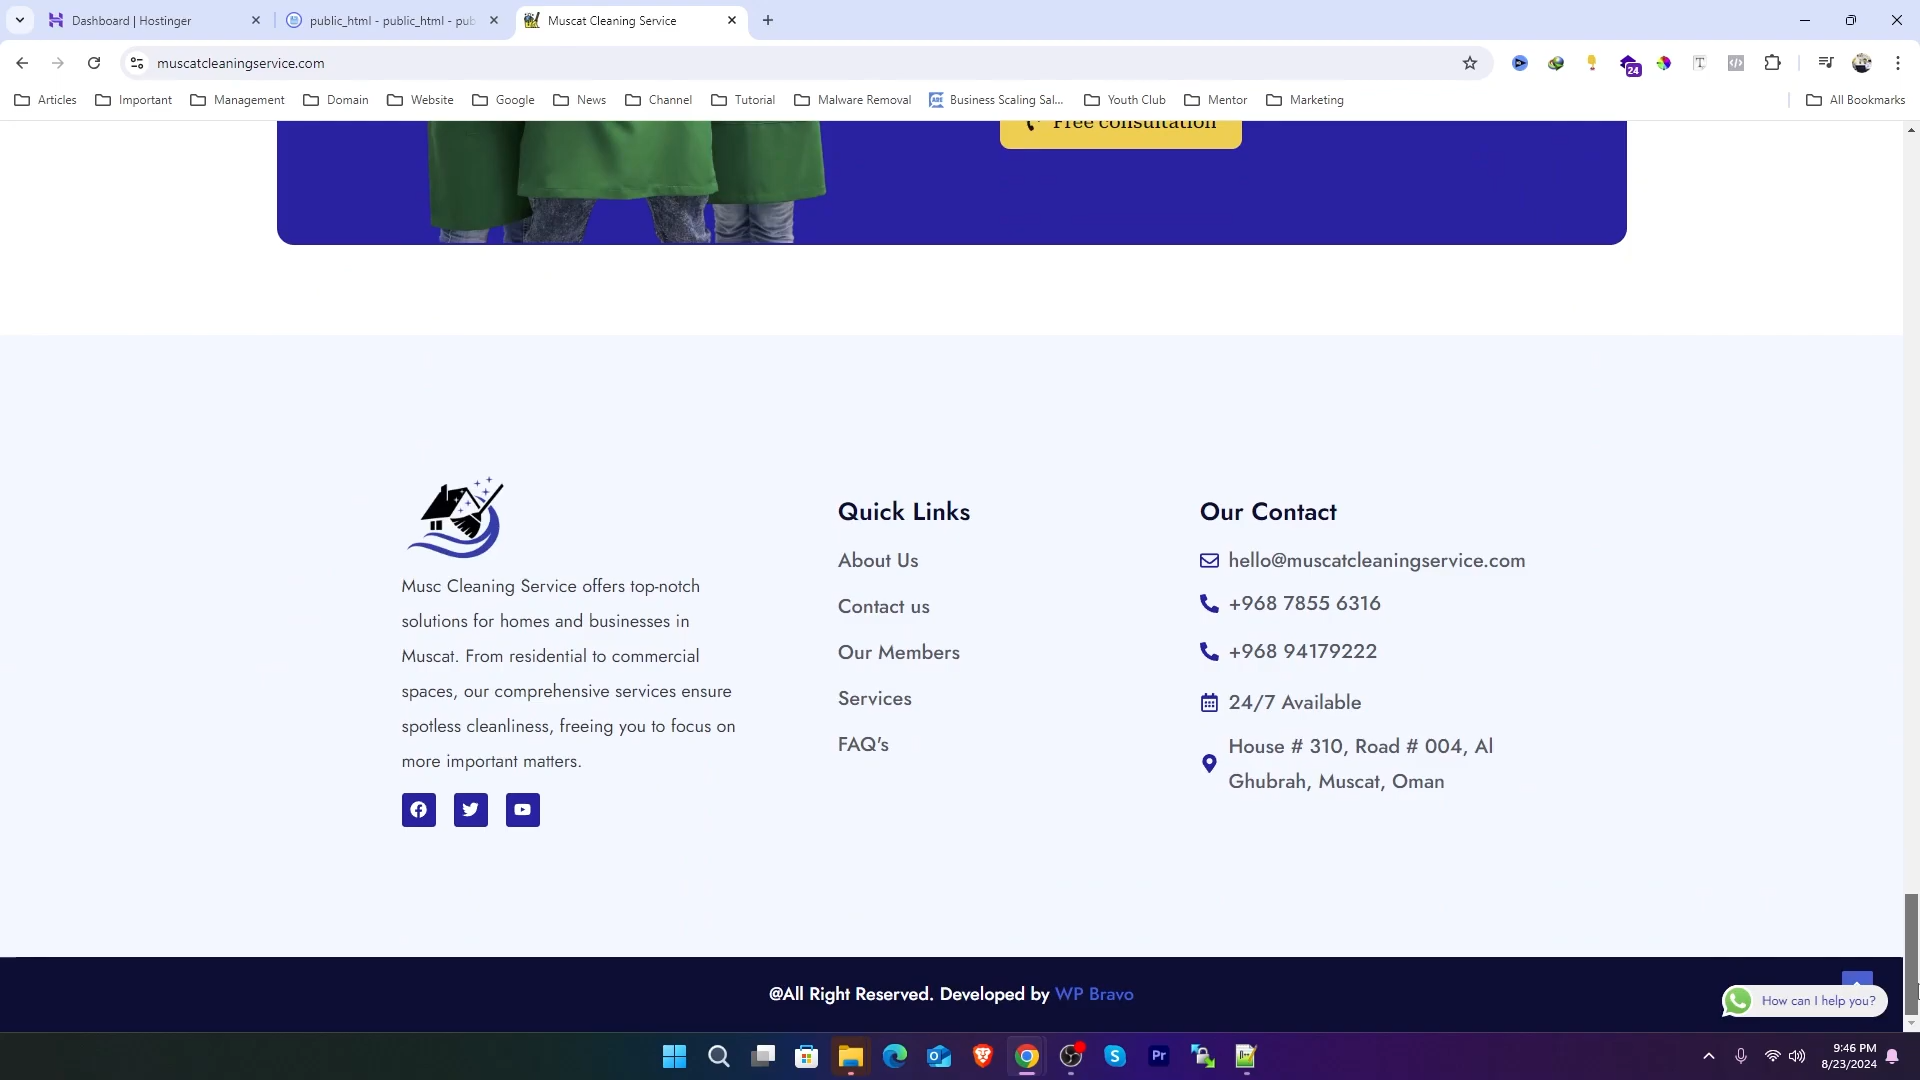 Dashboard | Hostinger
public_html - public_html - pub
Muscat Cleaning Service
muscatcleaningservice.com
24
Articles
Important
Management
Domain
Website
Google
News
Channel
Tutorial
Malware Removal
Business Scaling Sal...
Youth Club
Mentor
Marketing
All Bookmarks
Free consultation
Musc Cleaning Service offers top-notch
solutions for homes and businesses in
Muscat. From residential to commercial
spaces, our comprehensive services ensure
spotless cleanliness, freeing you to focus on
more important matters.
Quick Links
About Us
Contact us
Our Members
Services
FAQ's
Our Contact
hello@muscatcleaningservice.com
+968 7855 6316
+968 94179222
24/7 Available
House # 310, Road # 004, Al
Ghubrah, Muscat, Oman
@All Right Reserved. Developed by WP Bravo
How can I help you?
Pr
9:46 PM
8/23/2024